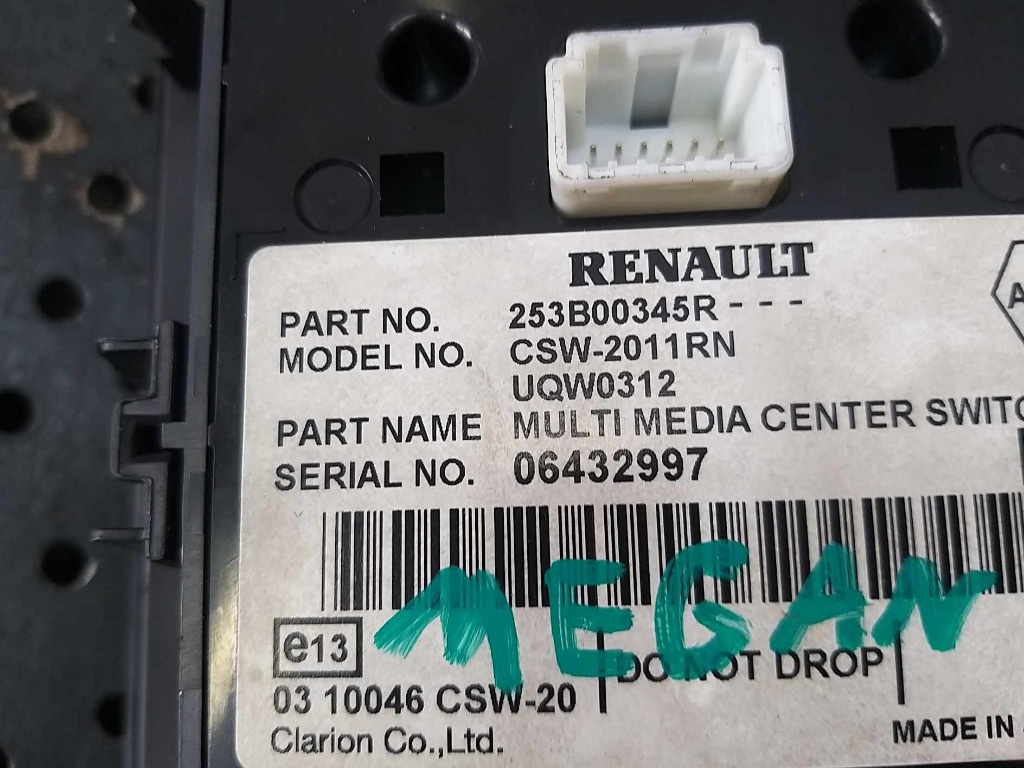 RENAULT
PART NO. 253B00345R - - -
MODEL NO. CSW-2011RN
UQW0312
PART NAME MULTI MEDIA CENTER SWITC
SERIAL NO. 06432997
MEGAN
e13
DO NOT DROP
03 10046 CSW-20
Clarion Co.,Ltd.
MADE IN
A